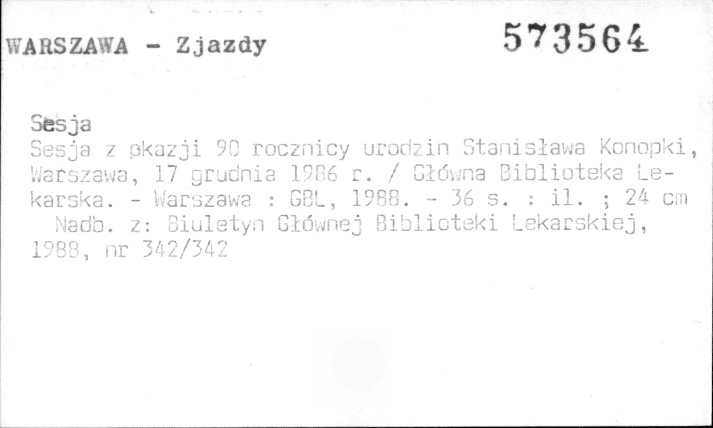 WARSZAWA - Zjazdy
573564
Sesja
Sesja z okazji 90 rocznicy urodzin Stanisława Konopki,
Warszawa, 17 grudnia 1986 r. / Główna Biblioteka Le-
karska. - Warszawa : GBL, 1988. - 36 s. : il. ; 24 cm
Nadb. z: Biuletyn Głównej Biblioteki Lekarskiej,
1988, nr 342/342